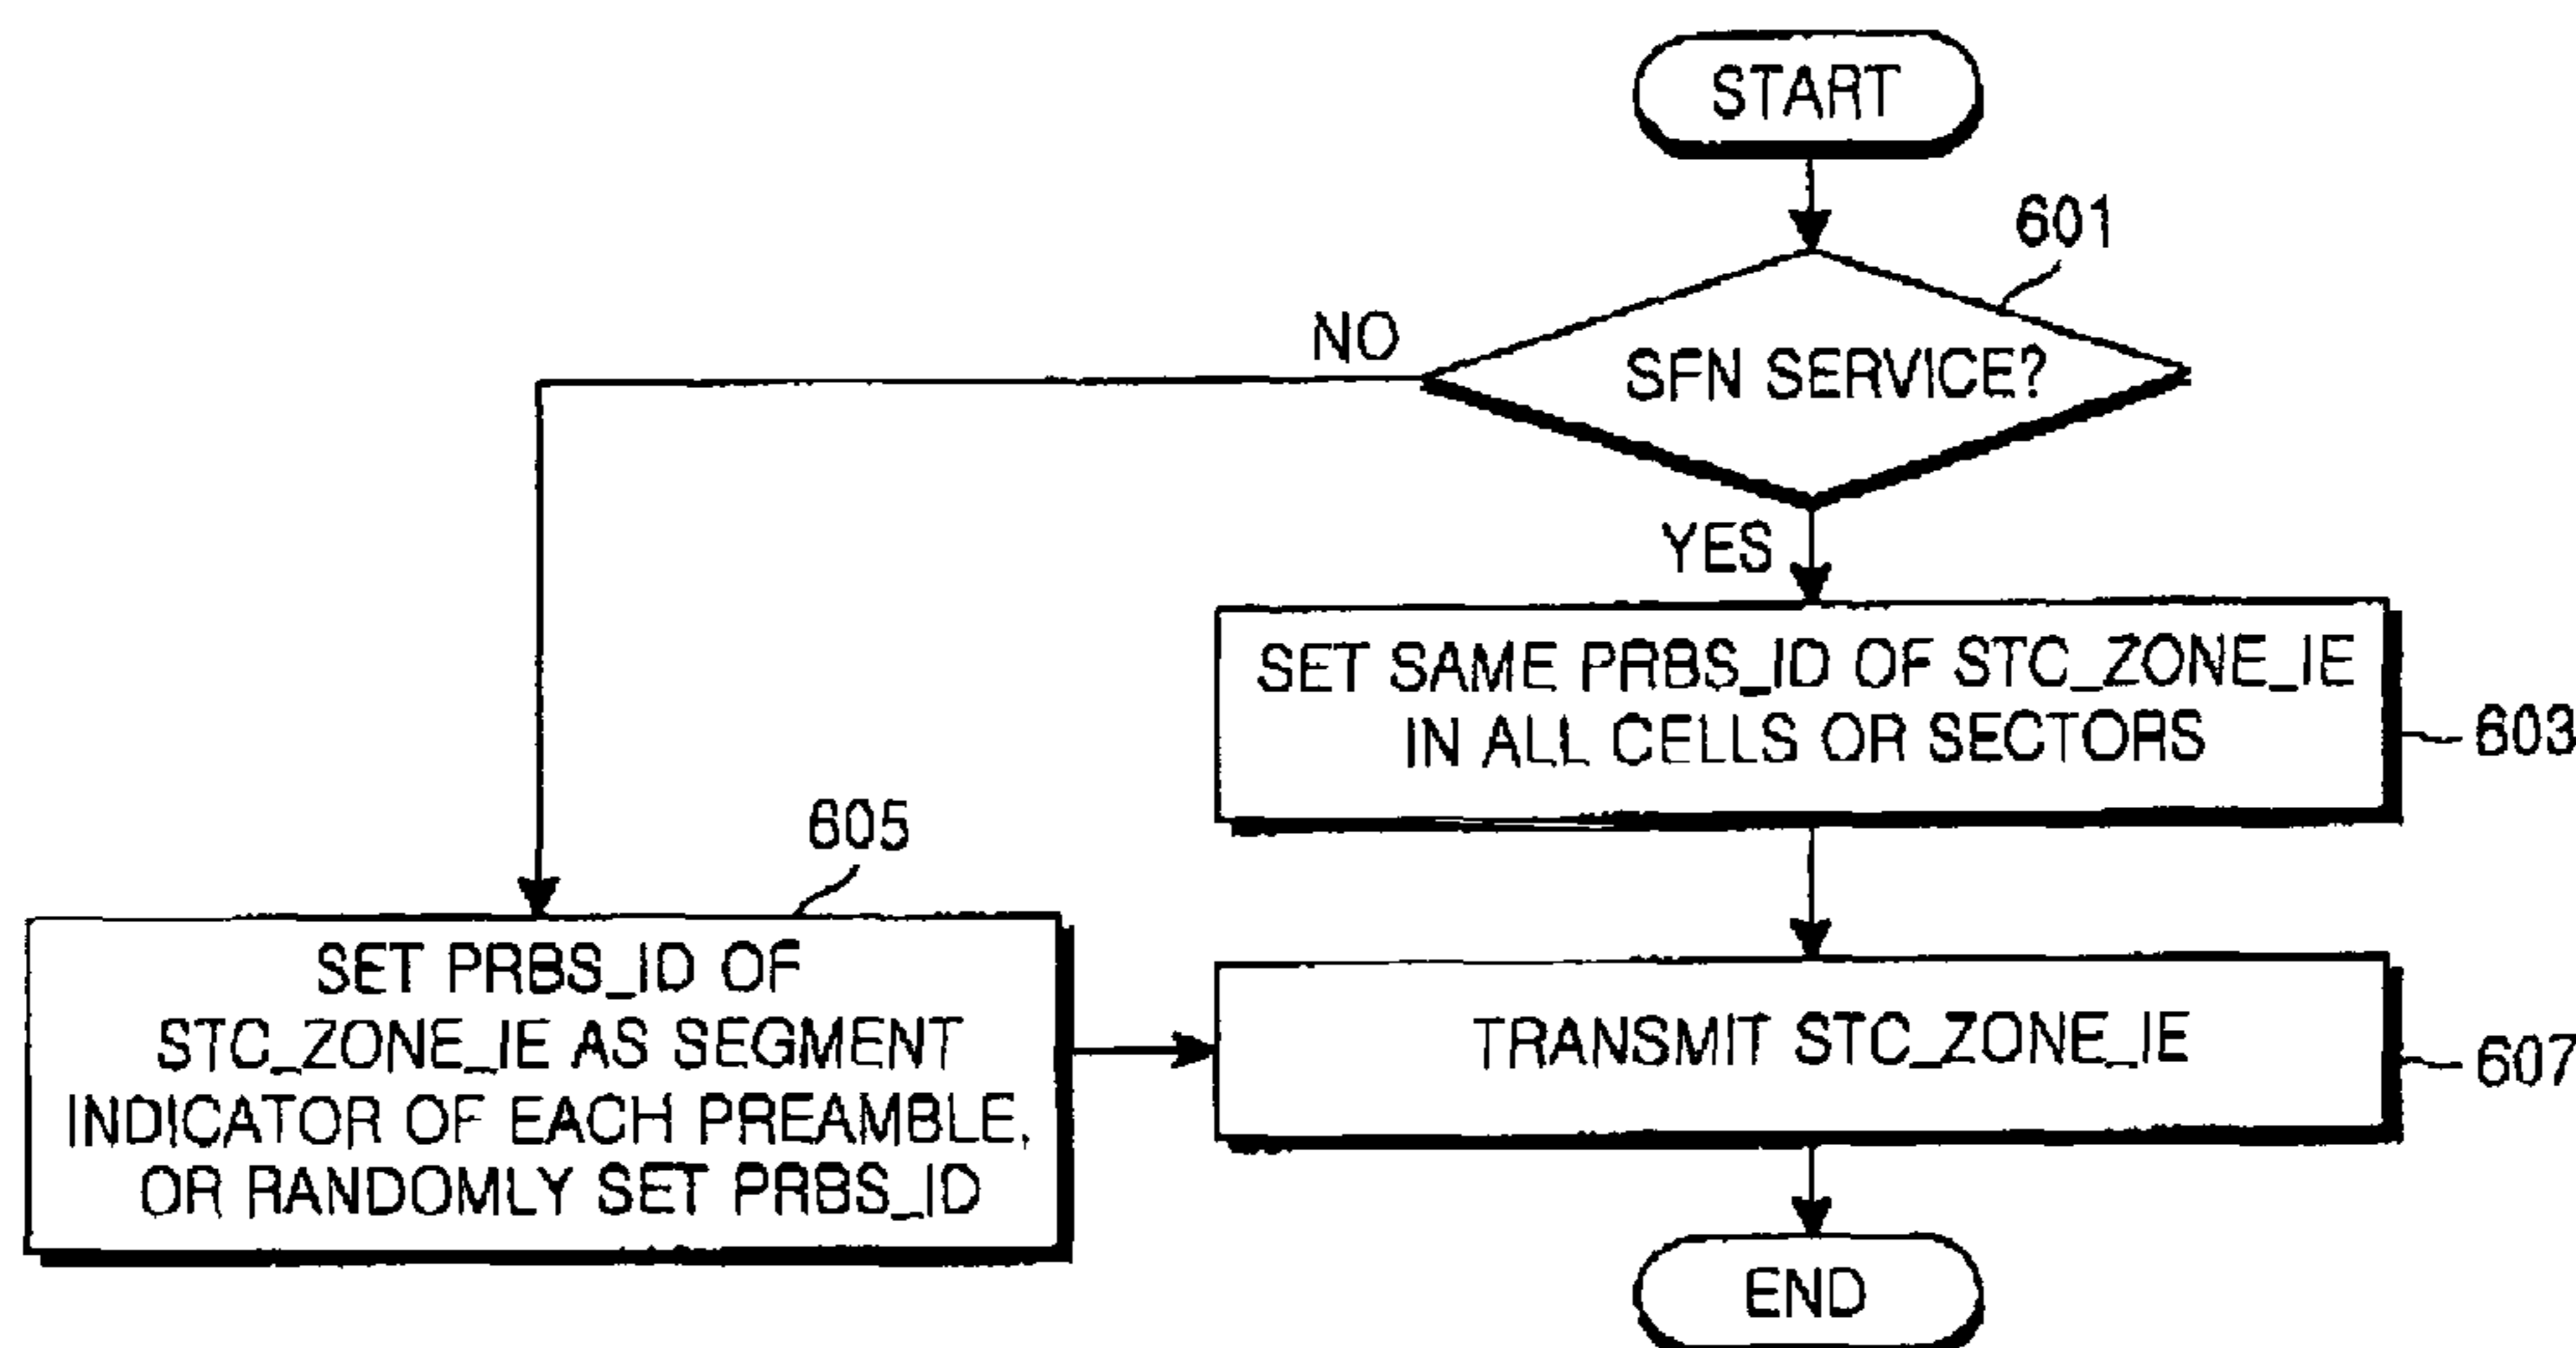 START
601
SFN SERVICE?
NO
YES
SET SAME PRBS_ID OF STC_ZONE_IE
IN ALL CELLS OR SECTORS
603
605
SET PRBS_ID OF
STC_ZONE_IE AS SEGMENT
INDICATOR OF EACH PREAMBLE,
OR RANDOMLY SET PRBS_ID
TRANSMIT STC_ZONE_IE
607
END